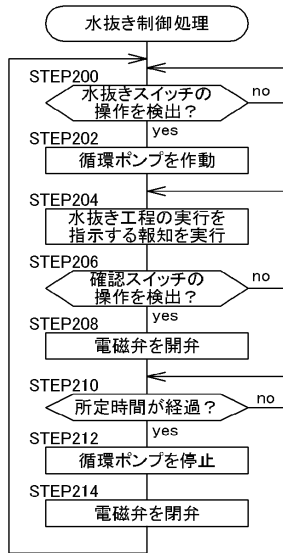 水抜き制御処理
STEP200
水抜きスイッチの
操作を検出？
no
yes
STEP202
循環ポンプを作動
STEP204
水抜き工程の実行を
指示する報知を実行
STEP206
確認スイッチの
操作を検出？
no
yes
STEP208
電磁弁を開弁
STEP210
所定時間が経過？
no
yes
STEP212
循環ポンプを停止
STEP214
電磁弁を閉弁